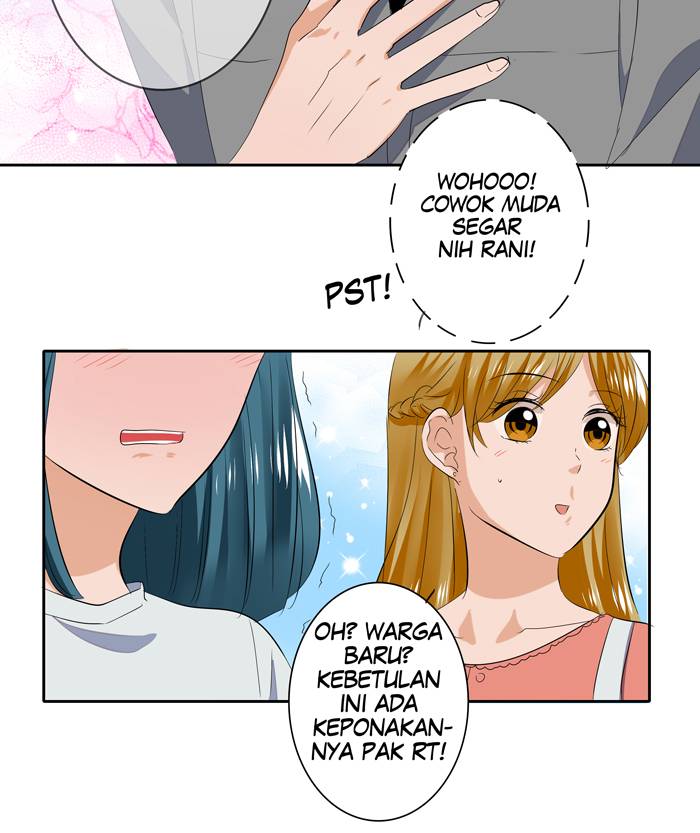 WOHOOO!
COWOK MUDA
SEGAR
NIH RANI!
PST!
OH? WARGA
BARU?
KEBETULAN
INI ADA
KEPONAKAN-
NYA PAK RT!